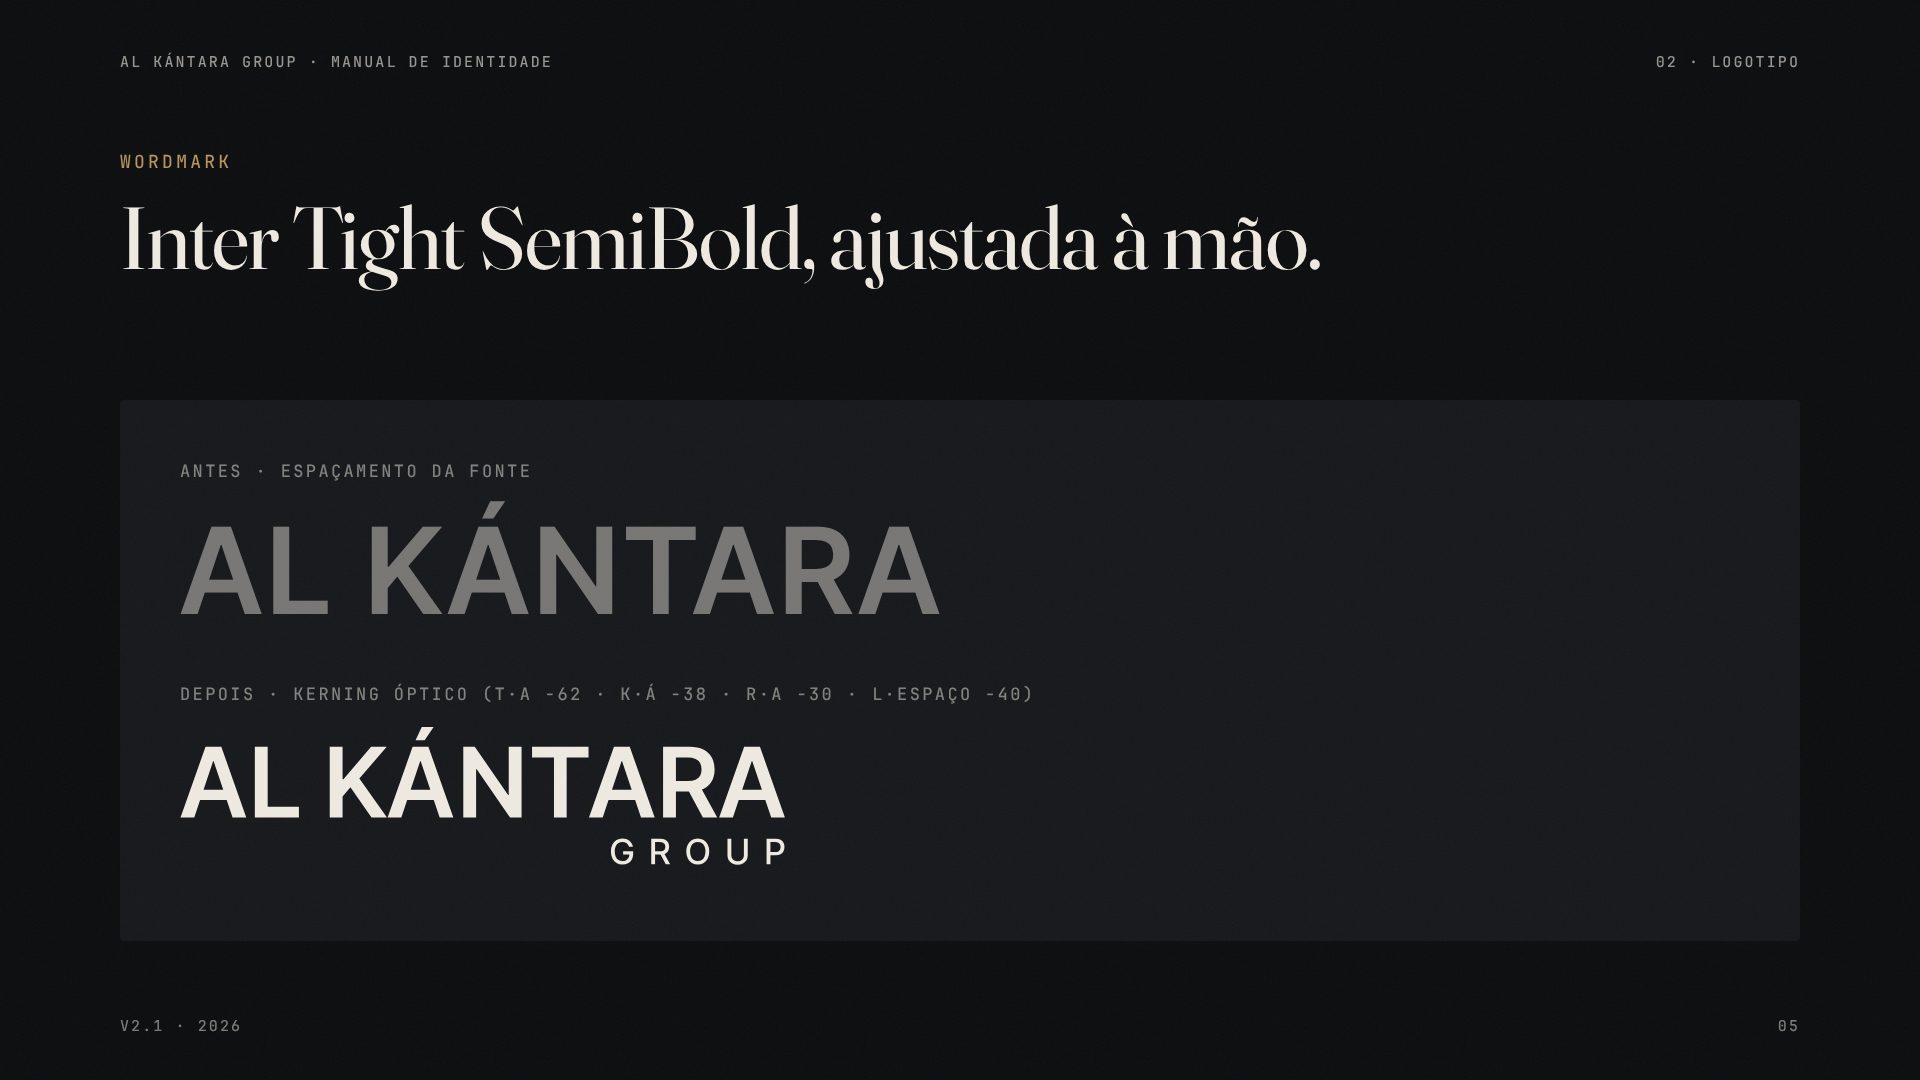 AL KÁNTARA GROUP · MANUAL DE IDENTIDADE
02 · LOGOTIPO
WORDMARK
Inter Tight SemiBold, ajustada à mão.
ANTES · ESPAÇAMENTO DA FONTE
AL KÁNTARA
DEPOIS · KERNING ÓPTICO (T·A -62 · K·Á -38 · R·A -30 · L·ESPAÇO -40)
AL KÁNTARA
GROUP
V2.1 · 2026
05